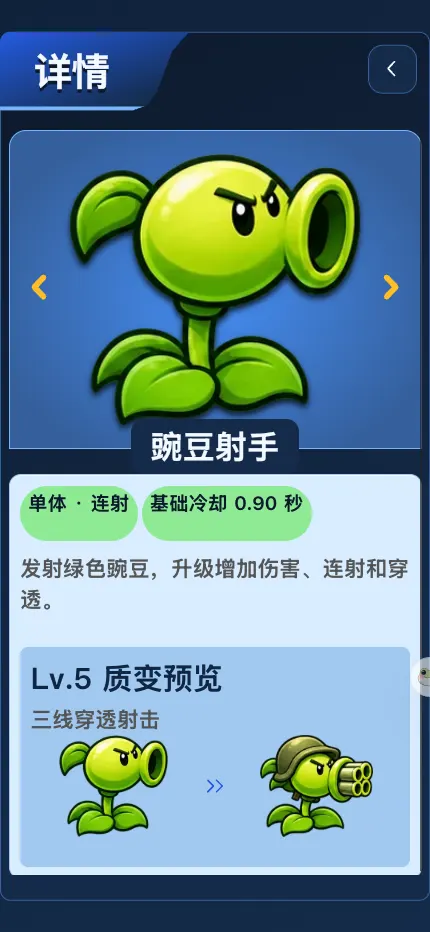 详情
豌豆射手
单体 · 连射
基础冷却 0.90 秒
发射绿色豌豆，升级增加伤害、连射和穿
透。
Lv.5 质变预览
三线穿透射击